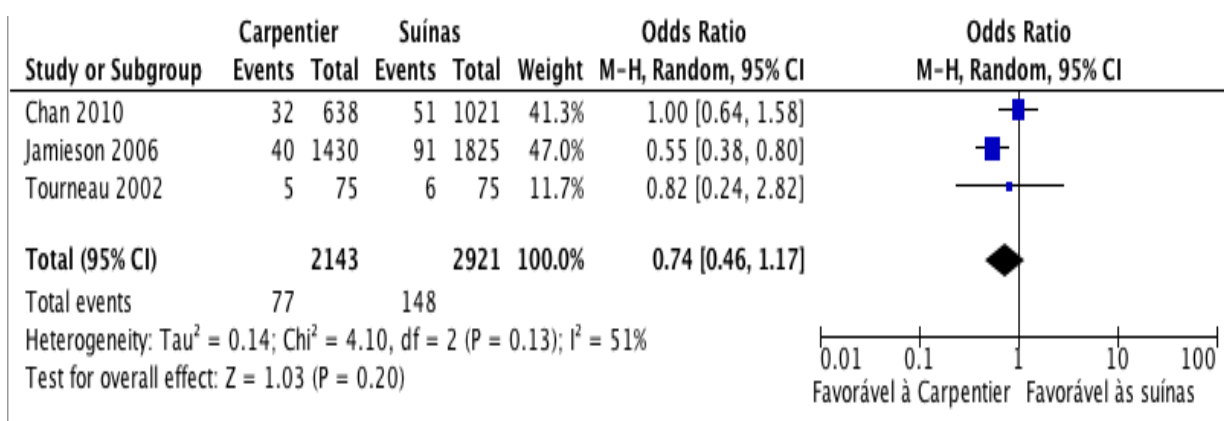 Carpentier Suínas Odds Ratio Odds Ratio
Study or Subgroup Events Total Events Total Weight M-H, Random, 95% CI M-H, Random, 95% CI
Chan 2010 32 638 51 1021 41.3% 1.00 [0.64, 1.58]
Jamieson 2006 40 1430 91 1825 47.0% 0.55 [0.38, 0.80]
Tourneau 2002 5 75 6 75 11.7% 0.82 [0.24, 2.82]
Total (95% CI) 2143 2921 100.0% 0.74 [0.46, 1.17]
Total events 77 148
Heterogeneity: Tau² = 0.14; Chi² = 4.10, df = 2 (P = 0.13); I² = 51%
Test for overall effect: Z = 1.03 (P = 0.20)
0.01 0.1 1 10 100
Favorável à Carpentier Favorável às suínas